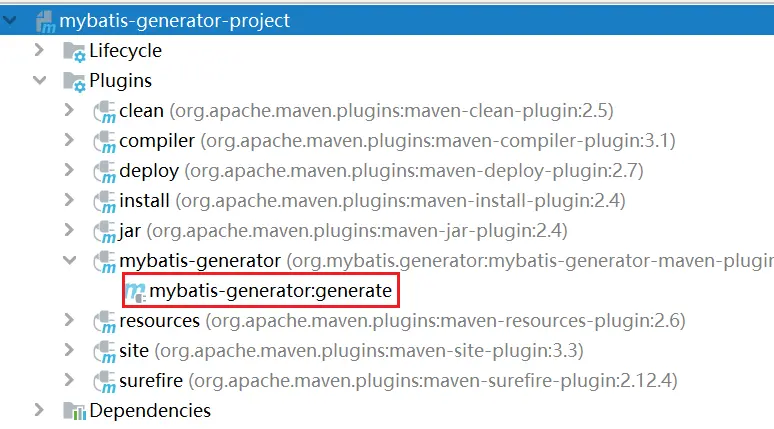 mybatis-generator-project
Lifecycle
Plugins
clean (org.apache.maven.plugins:maven-clean-plugin:2.5)
compiler (org.apache.maven.plugins:maven-compiler-plugin:3.1)
deploy (org.apache.maven.plugins:maven-deploy-plugin:2.7)
install (org.apache.maven.plugins:maven-install-plugin:2.4)
jar (org.apache.maven.plugins:maven-jar-plugin:2.4)
mybatis-generator (org.mybatis.generator:mybatis-generator-maven-plugin
mybatis-generator:generate
resources (org.apache.maven.plugins:maven-resources-plugin:2.6)
site (org.apache.maven.plugins:maven-site-plugin:3.3)
surefire (org.apache.maven.plugins:maven-surefire-plugin:2.12.4)
Dependencies